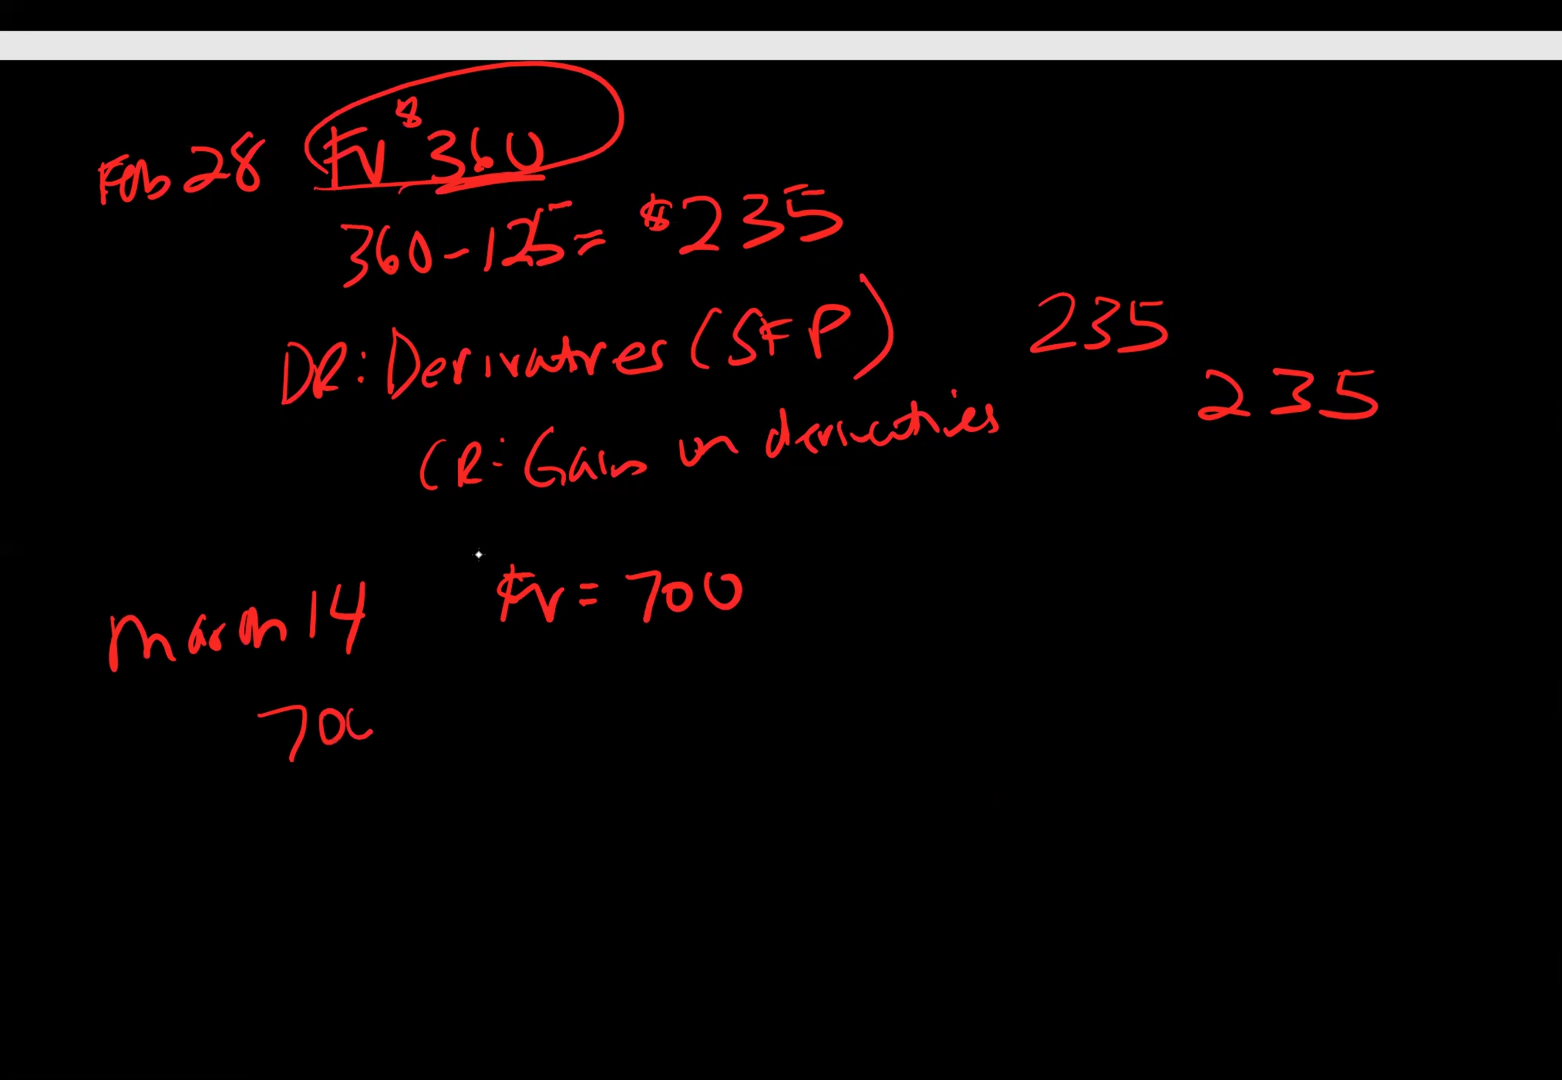 Feb 28 FV $360
360-125= $235
DR: Derivatives (SFP) 235
CR: Gain on derivatives 235
March 14 FV = 700
700